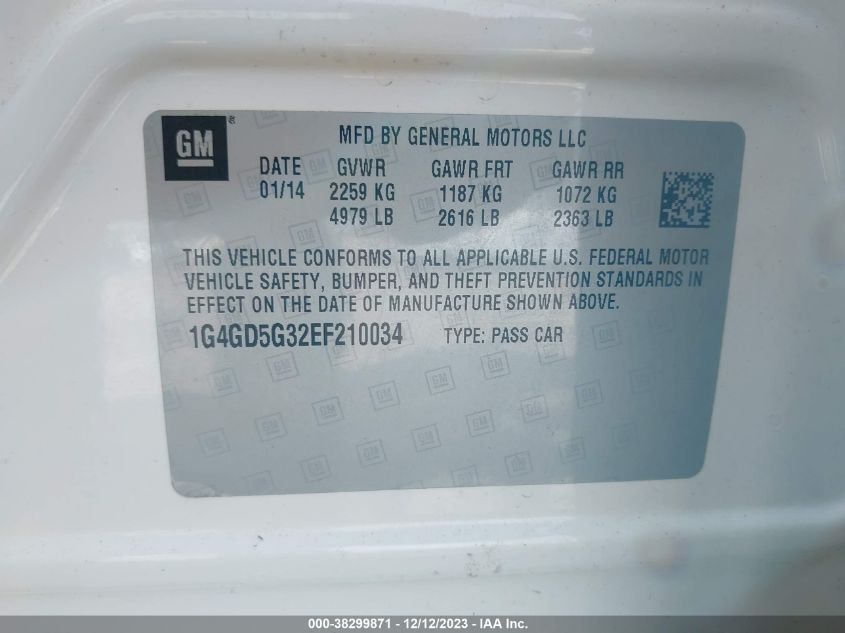 GM ®
MFD BY GENERAL MOTORS LLC
DATE GVWR GAWR FRT GAWR RR
01/14 2259 KG 1187 KG 1072 KG
4979 LB 2616 LB 2363 LB
THIS VEHICLE CONFORMS TO ALL APPLICABLE U.S. FEDERAL MOTOR
VEHICLE SAFETY, BUMPER, AND THEFT PREVENTION STANDARDS IN
EFFECT ON THE DATE OF MANUFACTURE SHOWN ABOVE.
1G4GD5G32EF210034 TYPE: PASS CAR
000-38299871 - 12/12/2023 - IAA Inc.